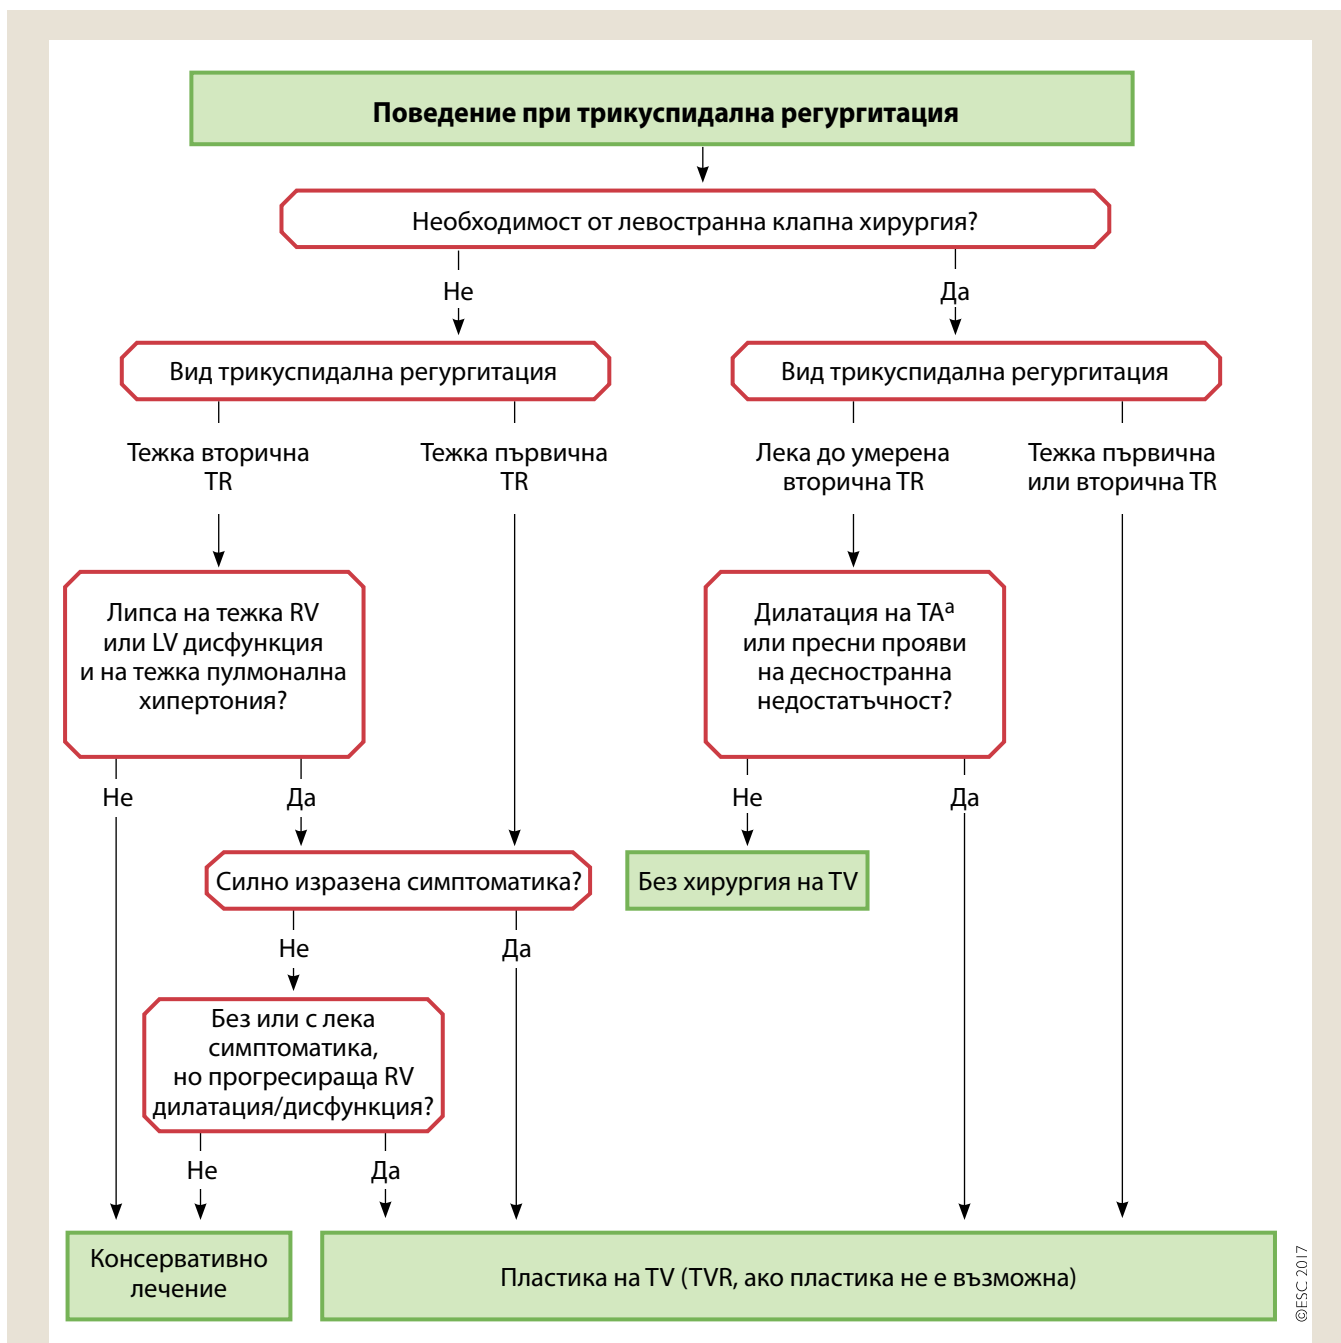 Поведение при трикуспидална регургитация
Необходимост от левостранна клапна хирургия?
Не
Да
Вид трикуспидална регургитация
Вид трикуспидална регургитация
Тежка вторична
TR
Тежка първична
TR
Лека до умерена
вторична TR
Тежка първична
или вторична TR
Липса на тежка RV
или LV дисфункция
и на тежка пулмонална
хипертония?
Дилатация на TAᵃ
или пресни прояви
на десностранна
недостатъчност?
Не
Да
Не
Да
Силно изразена симптоматика?
Без хирургия на TV
Не
Да
Без или с лека
симптоматика,
но прогресираща RV
дилатация/дисфункция?
Не
Да
Консервативно
лечение
Пластика на TV (TVR, ако пластика не е възможна)
©ESC 2017